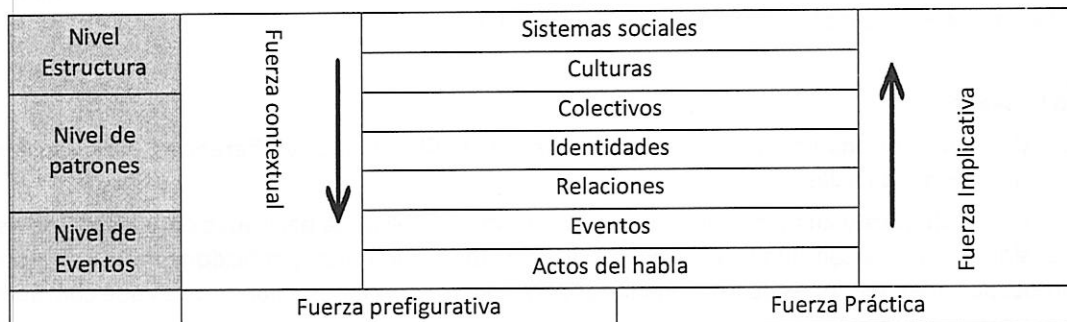 Nivel
Estructura
Nivel de
patrones
Nivel de
Eventos
Fuerza contextual
Sistemas sociales
Culturas
Colectivos
Identidades
Relaciones
Eventos
Actos del habla
Fuerza Implicativa
Fuerza prefigurativa
Fuerza Práctica